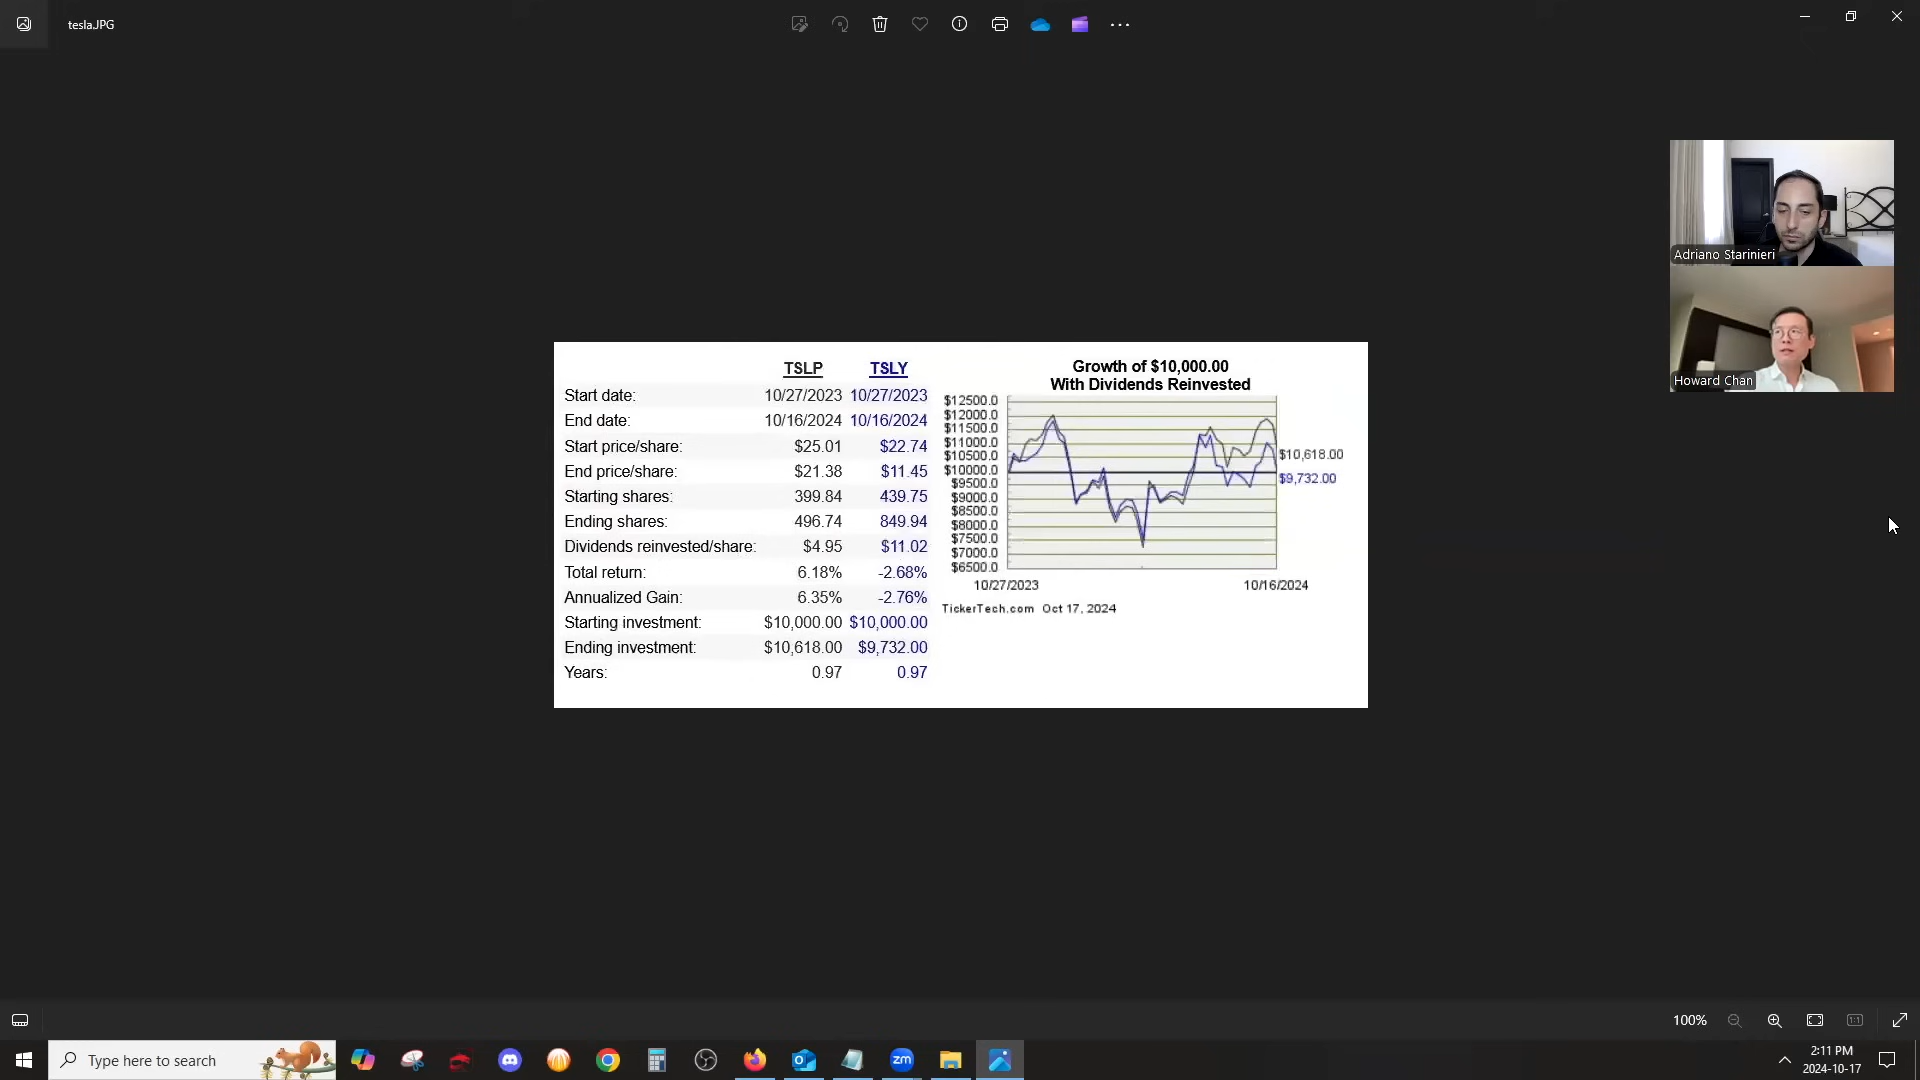 tesla.JPG
Adriano Starinieri
Howard Chan
TSLP TSLY
Start date: 10/27/2023 10/27/2023
End date: 10/16/2024 10/16/2024
Start price/share: $25.01 $22.74
End price/share: $21.38 $11.45
Starting shares: 399.84 439.75
Ending shares: 496.74 849.94
Dividends reinvested/share: $4.95 $11.02
Total return: 6.18% -2.68%
Annualized Gain: 6.35% -2.76%
Starting investment: $10,000.00 $10,000.00
Ending investment: $10,618.00 $9,732.00
Years: 0.97 0.97
Growth of $10,000.00
With Dividends Reinvested
$12500.0
$12000.0
$11500.0
$11000.0
$10500.0
$10000.0
$9500.0
$9000.0
$8500.0
$8000.0
$7500.0
$7000.0
$6500.0
$10,618.00
$9,732.00
10/27/2023 10/16/2024
TickerTech.com Oct 17, 2024
100%
1:1
Type here to search
zm
2:11 PM
2024-10-17